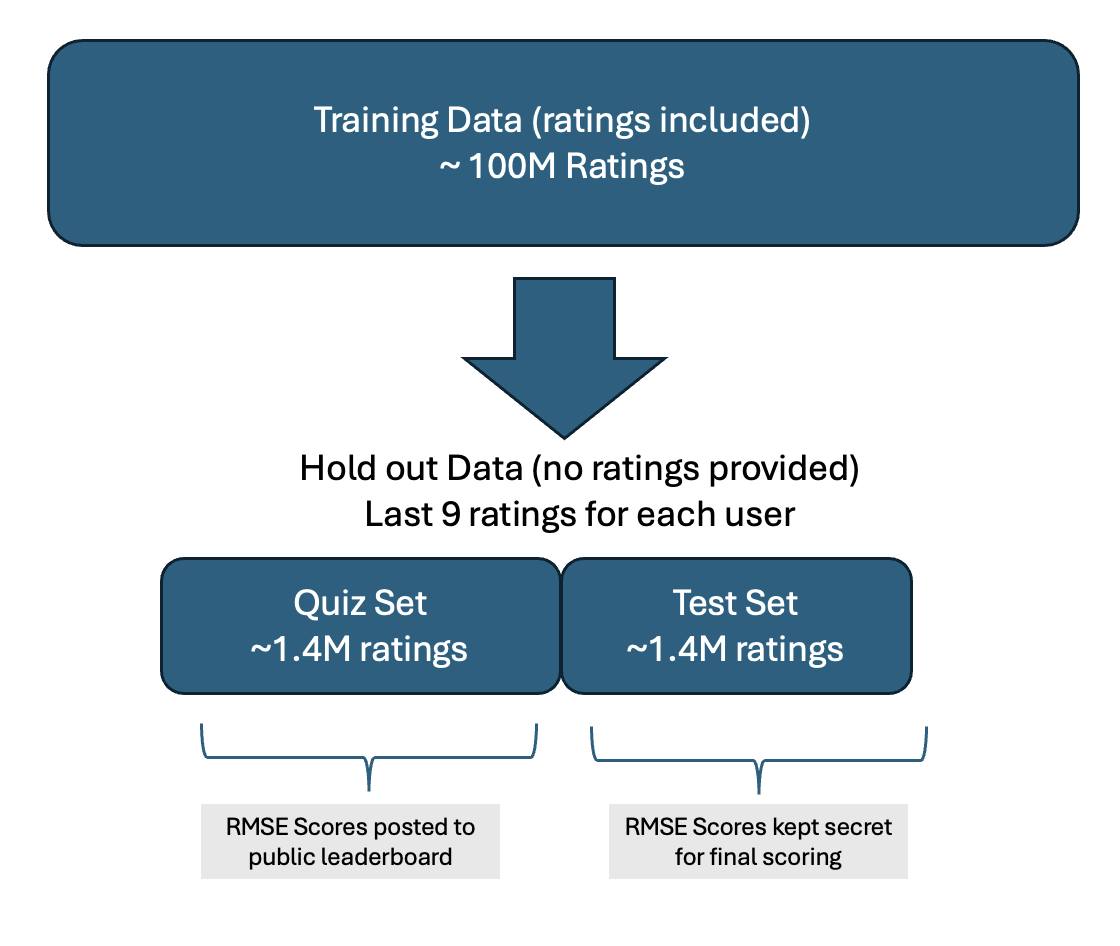 Training Data (ratings included)
~ 100M Ratings
Hold out Data (no ratings provided)
Last 9 ratings for each user
Quiz Set
~1.4M ratings
Test Set
~1.4M ratings
RMSE Scores posted to
public leaderboard
RMSE Scores kept secret
for final scoring